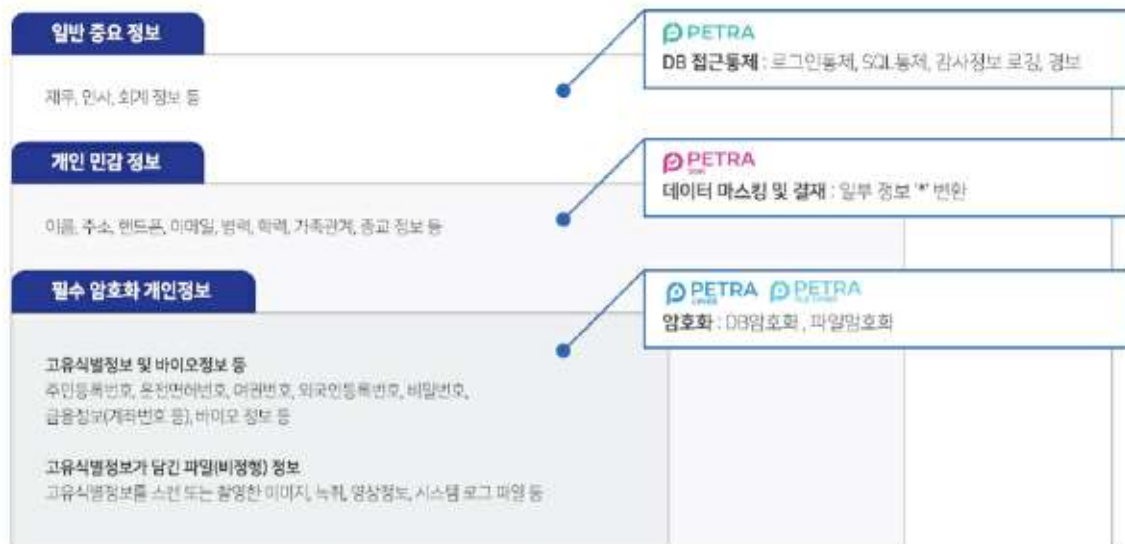 일반 중요 정보
재무, 인사, 회계 정보 등
PETRA
DB 접근통제 : 로그인통제, SQL통제, 감사정보 로깅, 경보
개인 민감 정보
이름, 주소, 핸드폰, 이메일, 병력, 학력, 가족관계, 종교 정보 등
PETRA
데이터 마스킹 및 결재 : 일부 정보 '*' 변환
필수 암호화 개인정보
PETRA PETRA
암호화 : DB암호화, 파일암호화
고유식별정보 및 바이오정보 등
주민등록번호, 운전면허번호, 여권번호, 외국인등록번호, 비밀번호,
금융정보(계좌번호 등), 바이오 정보 등
고유식별정보가 담긴 파일(비정형) 정보
고유식별정보를 스캔 또는 촬영한 이미지, 녹취, 영상정보, 시스템 로그 파일 등